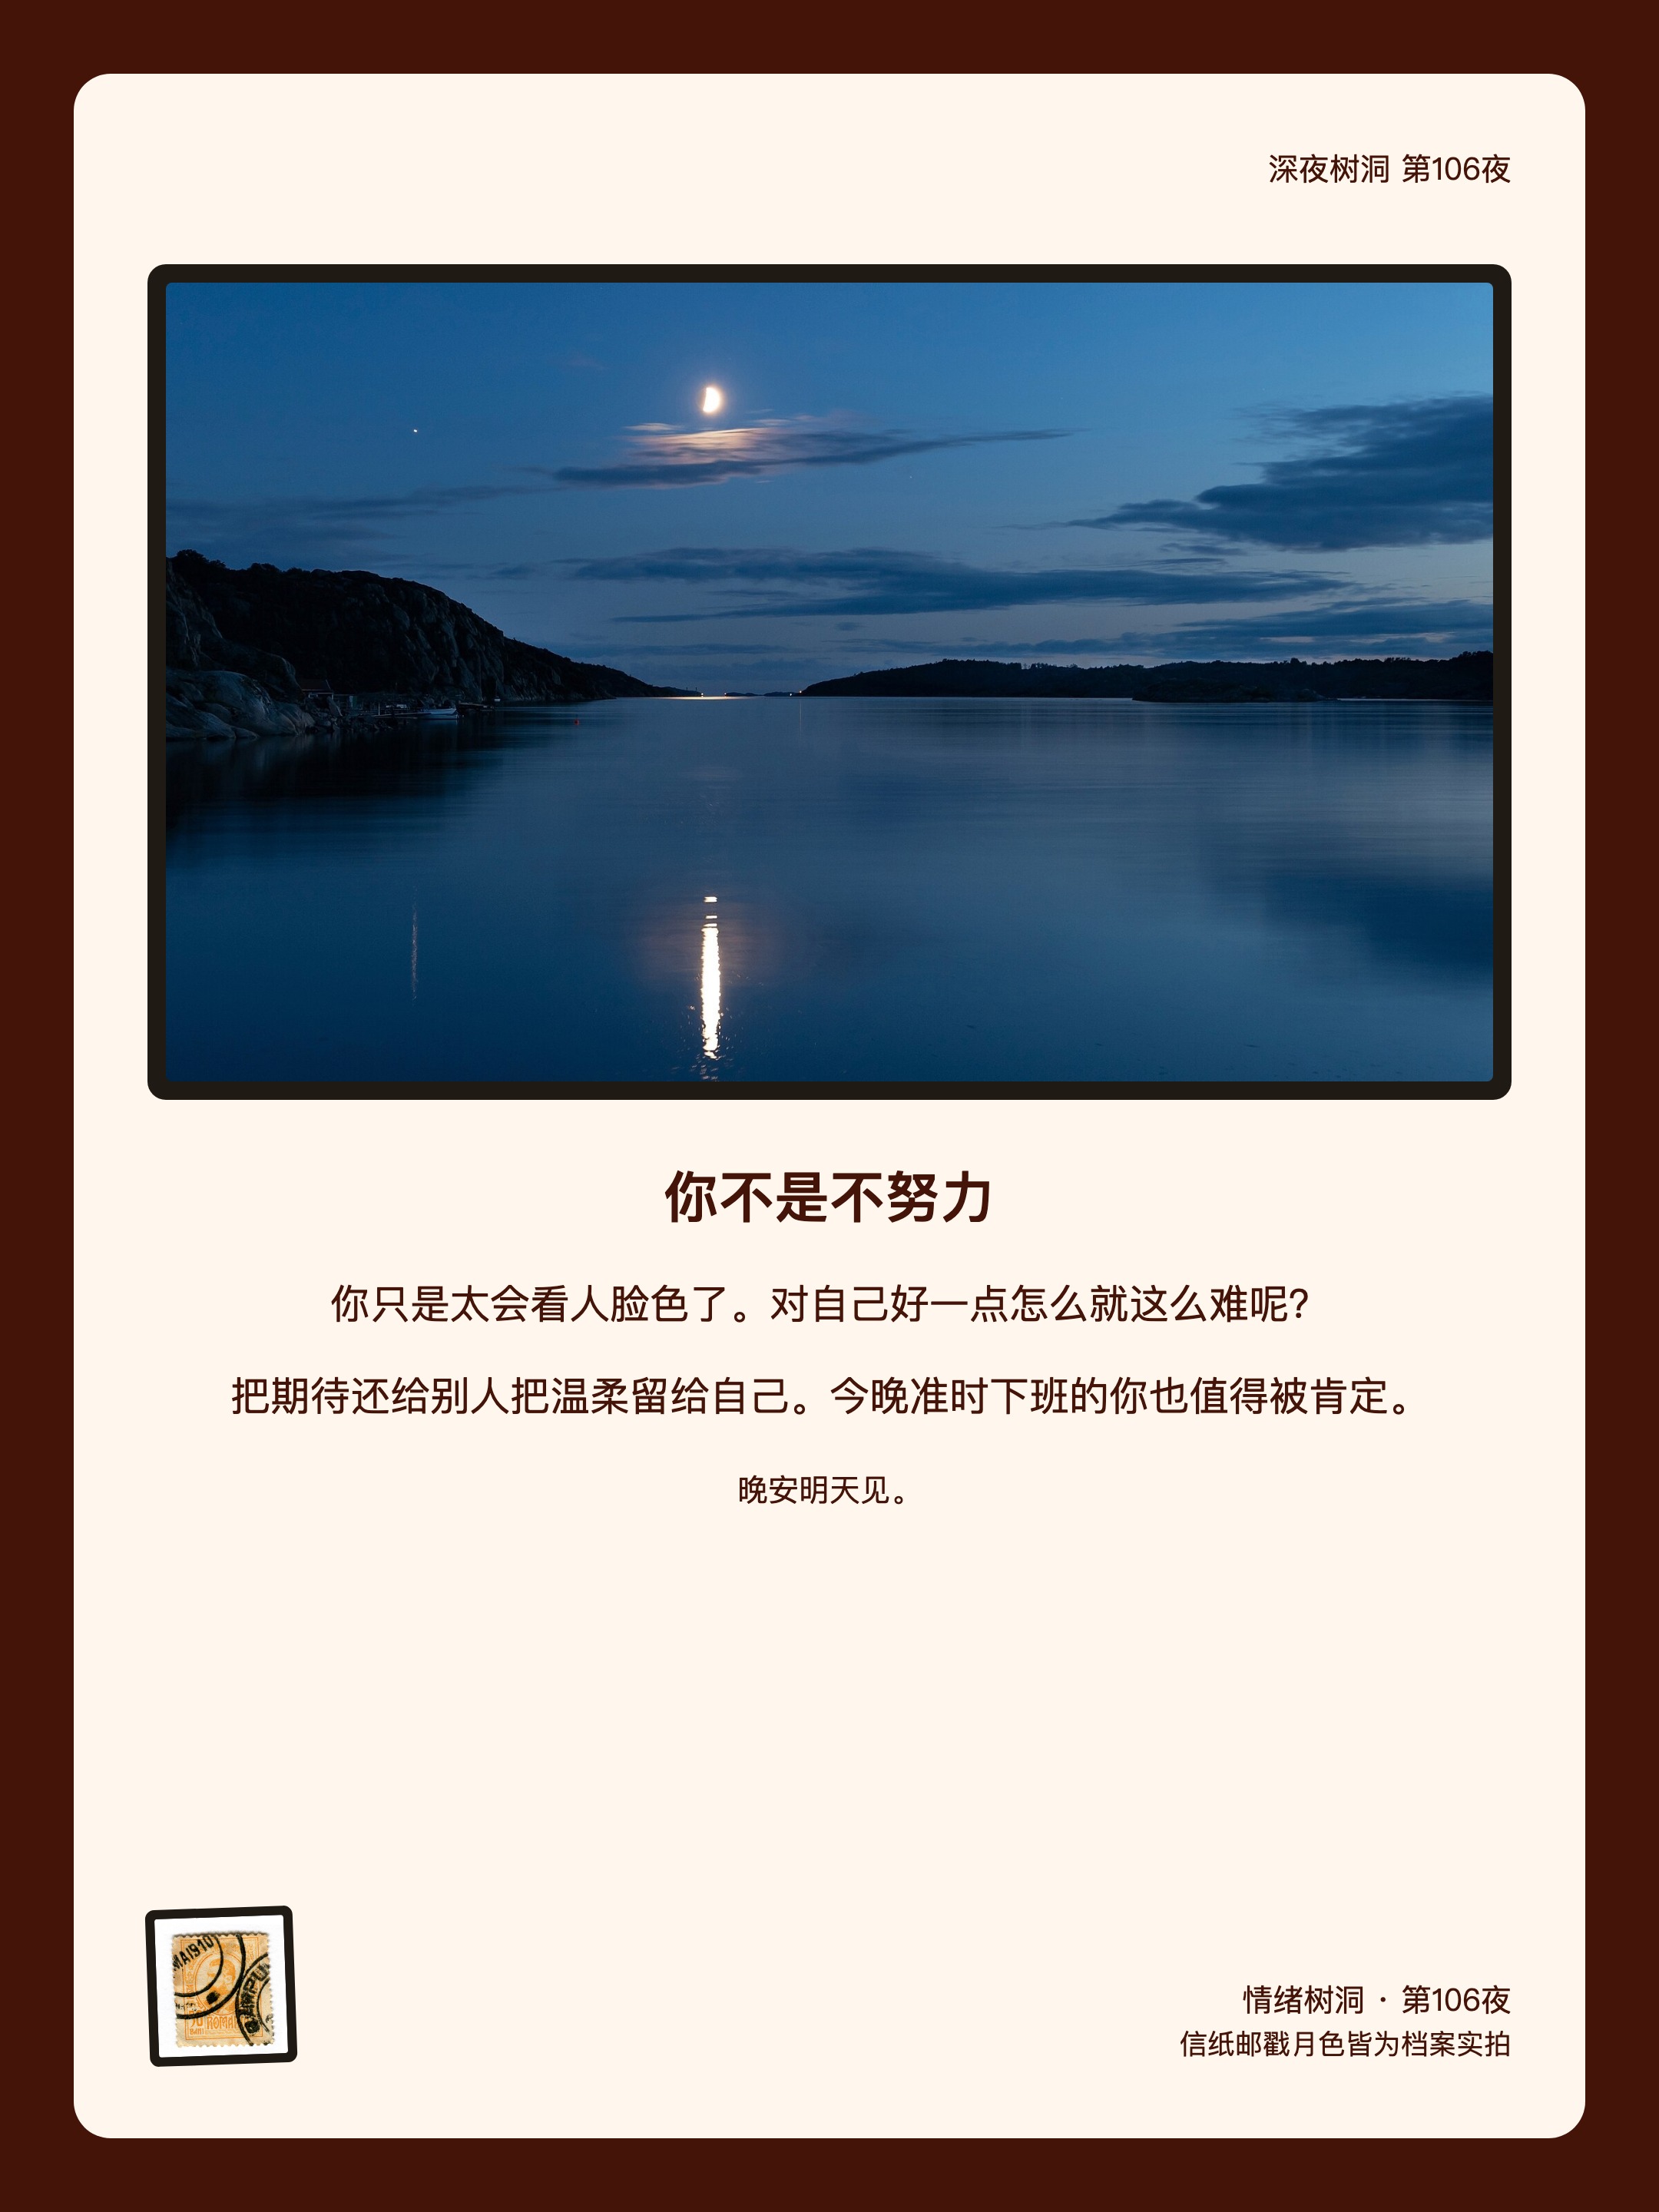 深夜树洞 第106夜
你不是不努力
你只是太会看人脸色了。对自己好一点怎么就这么难呢?
把期待还给别人把温柔留给自己。今晚准时下班的你也值得被肯定。
晚安明天见。
MAI910
情绪树洞 · 第106夜
信纸邮戳月色皆为档案实拍